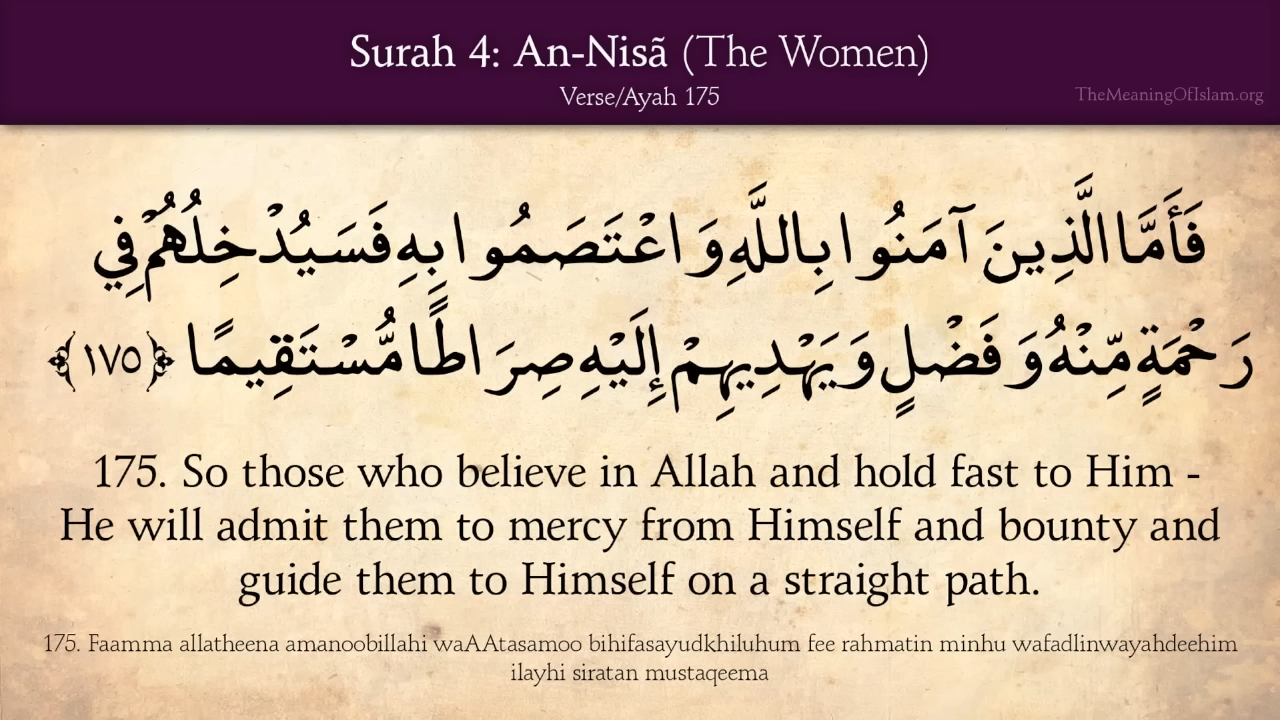 Surah 4: An-Nisã (The Women)
Verse/Ayah 175
TheMeaningOfIslam.org
فَأَمَّا الَّذِينَ آمَنُوا بِاللَّهِ وَاعْتَصَمُوا بِهِ فَسَيُدْخِلُهُمْ فِي
رَحْمَةٍ مِّنْهُ وَفَضْلٍ وَيَهْدِيهِمْ إِلَيْهِ صِرَاطًا مُّسْتَقِيمًا ﴿١٧٥﴾
175. So those who believe in Allah and hold fast to Him -
He will admit them to mercy from Himself and bounty and
guide them to Himself on a straight path.
175. Faamma allatheena amanoobillahi waAAtasamoo bihifasayudkhiluhum fee rahmatin minhu wafadlinwayahdeehim
ilayhi siratan mustaqeema